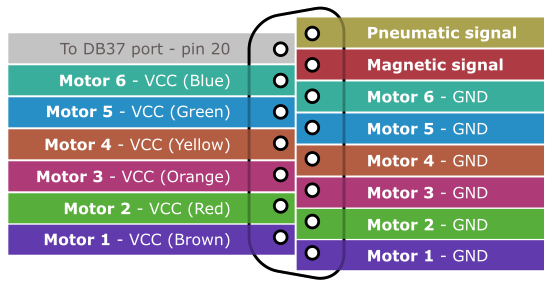 Pneumatic signal
To DB37 port - pin 20
Magnetic signal
Motor 6 - VCC (Blue)
Motor 6 - GND
Motor 5 - VCC (Green)
Motor 5 - GND
Motor 4 - VCC (Yellow)
Motor 4 - GND
Motor 3 - VCC (Orange)
Motor 3 - GND
Motor 2 - VCC (Red)
Motor 2 - GND
Motor 1 - VCC (Brown)
Motor 1 - GND